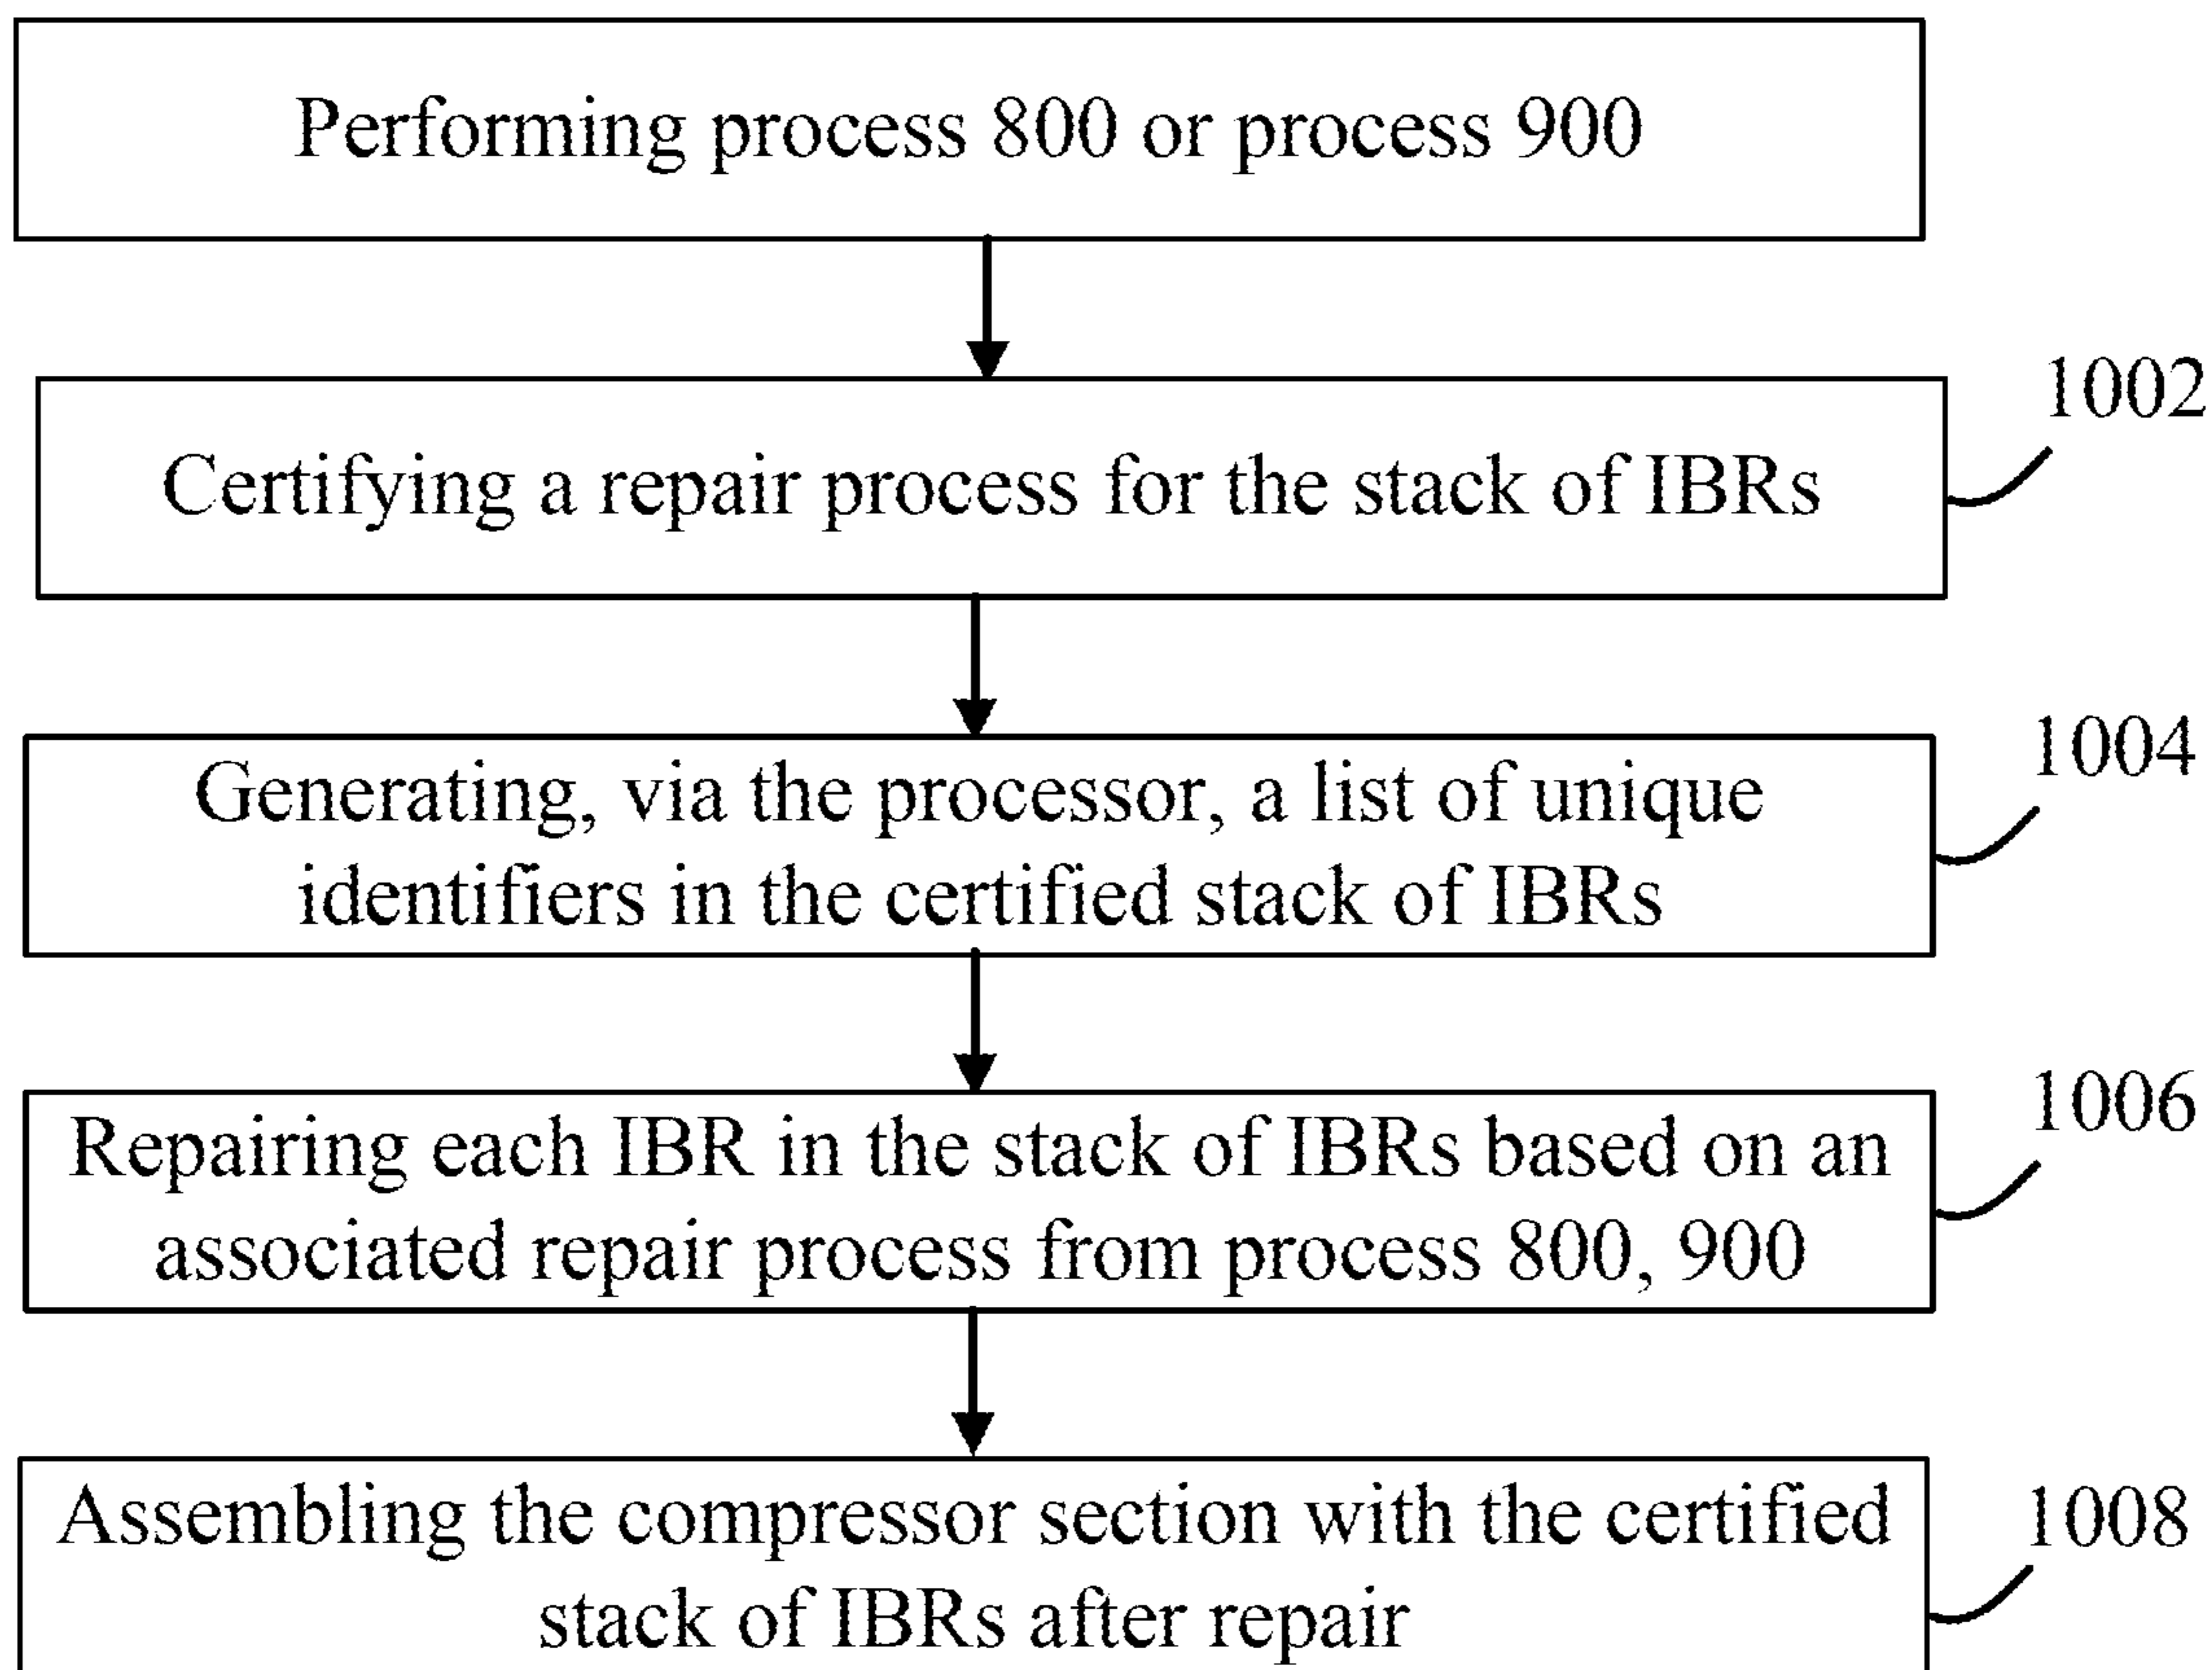 Performing process 800 or process 900
1002
Certifying a repair process for the stack of IBRs
1004
Generating, via the processor, a list of unique
identifiers in the certified stack of IBRs
1006
Repairing each IBR in the stack of IBRs based on an
associated repair process from process 800, 900
1008
Assembling the compressor section with the certified
stack of IBRs after repair